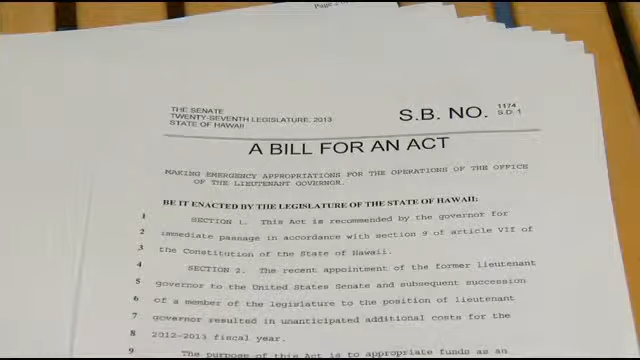 Page 2 of
THE SENATE
TWENTY-SEVENTH LEGISLATURE, 2013
STATE OF HAWAII
S.B. NO. 1174
S.D. 1
A BILL FOR AN ACT
MAKING EMERGENCY APPROPRIATIONS FOR THE OPERATIONS OF THE OFFICE
OF THE LIEUTENANT GOVERNOR.
BE IT ENACTED BY THE LEGISLATURE OF THE STATE OF HAWAII:
1 SECTION 1. This Act is recommended by the governor for
2 immediate passage in accordance with section 9 of article VII of
3 the Constitution of the State of Hawaii.
4 SECTION 2. The recent appointment of the former lieutenant
5 governor to the United States Senate and subsequent succession
6 of a member of the legislature to the position of lieutenant
7 governor resulted in unanticipated additional costs for the
8 2012-2013 fiscal year.
9 The purpose of this Act is to appropriate funds as an